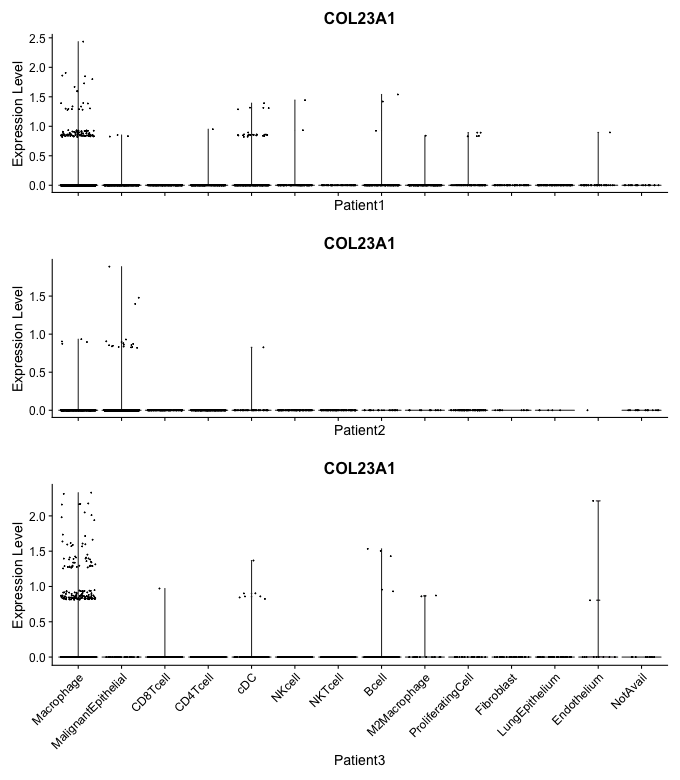 COL23A1
Expression Level
2.5
2.0
1.5
1.0
0.5
0.0
Patient1
COL23A1
Expression Level
1.5
1.0
0.5
0.0
Patient2
COL23A1
Expression Level
2.0
1.5
1.0
0.5
0.0
Macrophage
MalignantEpithelial
CD8Tcell
CD4Tcell
cDC
NKcell
NKTcell
Bcell
M2Macrophage
ProliferatingCell
Fibroblast
LungEpithelium
Endothelium
NotAvail
Patient3